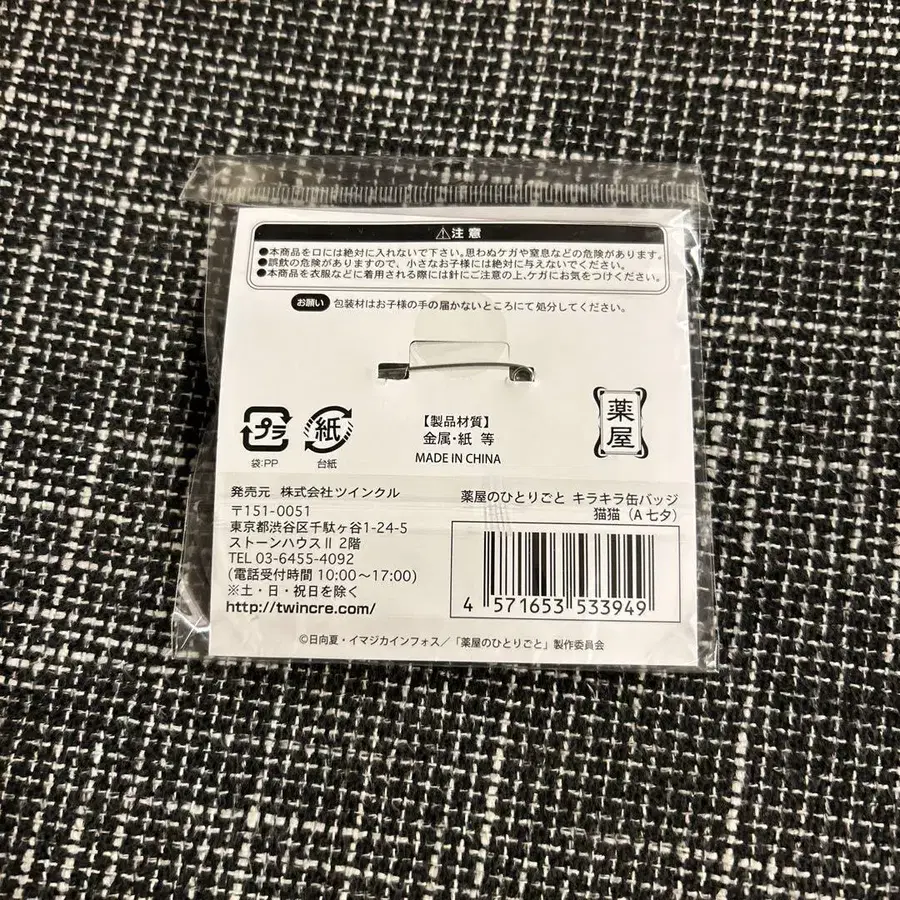 ⚠注意
●本商品を口には絶対に入れないで下さい。思わぬケガや窒息などの危険があります。
●誤飲の危険がありますので、小さなお子様には絶対に与えないでください。
●本商品を衣服などに着用される際には針にご注意の上、ケガにお気をつけください。
お願い 包装材はお子様の手の届かないところにて処分してください。
プラ
袋:PP
紙
台紙
【製品材質】
金属・紙 等
MADE IN CHINA
薬屋
発売元 株式会社ツインクル
〒151-0051
東京都渋谷区千駄ヶ谷1-24-5
ストーンハウスⅡ 2階
TEL 03-6455-4092
(電話受付時間 10:00〜17:00)
※土・日・祝日を除く
http://twincre.com/
薬屋のひとりごと キラキラ缶バッジ
猫猫（A 七夕）
4 571653 533949
©日向夏・イマジカインフォス／「薬屋のひとりごと」製作委員会